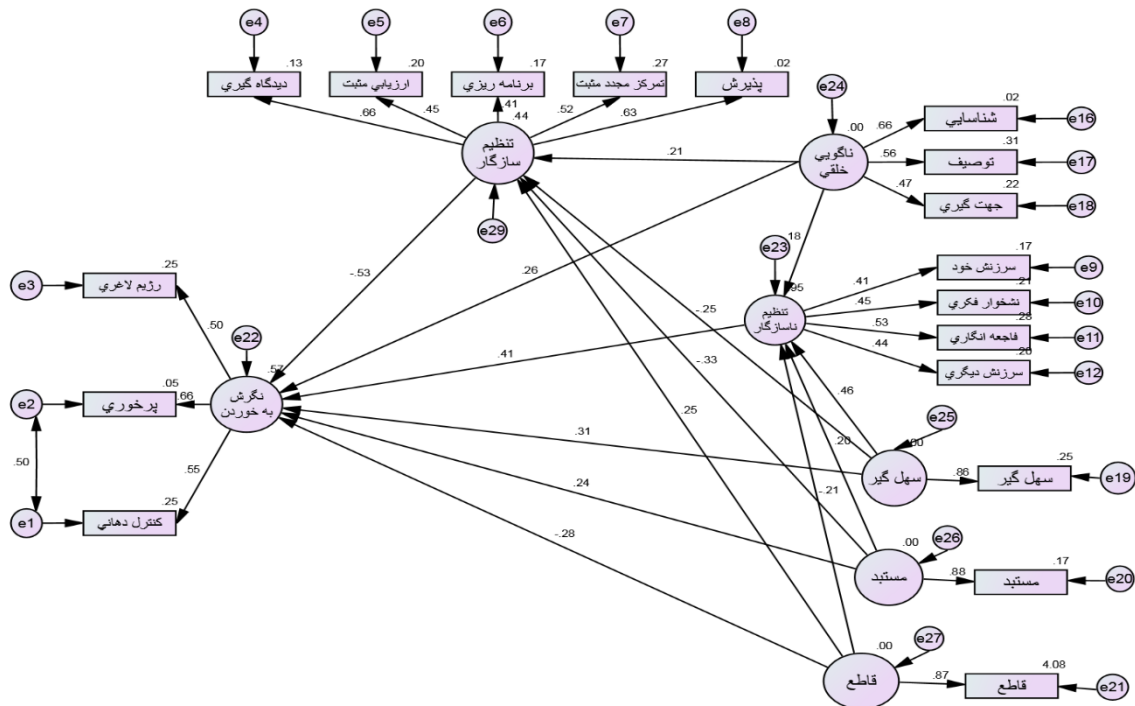 e4
e5
e6
e7
e8
.13
.20
.17
.27
.02
ديدگاه گيري
ارزيابي مثبت
برنامه ريزي
تمرکز مجدد مثبت
پذيرش
.66
.45
.41
.52
.63
.44
تنظيم
سازگار
e29
e24
.00
ناگويي
خلقي
.66
.56
.47
.02
شناسايي
e16
.31
توصيف
e17
.22
جهت گيري
e18
.21
.18
.26
-.53
e23
.95
تنظيم
ناسازگار
.41
.45
.53
.44
.17
سرزنش خود
e9
.21
نشخوار فکري
e10
.28
فاجعه انگاري
e11
.20
سرزنش ديگري
e12
e3
.25
رژيم لاغري
.50
e22
.57
نگرش
به خوردن
e2
.05
پرخوري
.66
.50
.55
e1
.25
کنترل دهاني
.41
-.25
-.33
.25
.46
.20
-.21
.31
.24
-.28
e25
.00
سهل گير
.86
.25
سهل گير
e19
e26
.00
مستبد
.88
.17
مستبد
e20
e27
.00
قاطع
.87
4.08
قاطع
e21